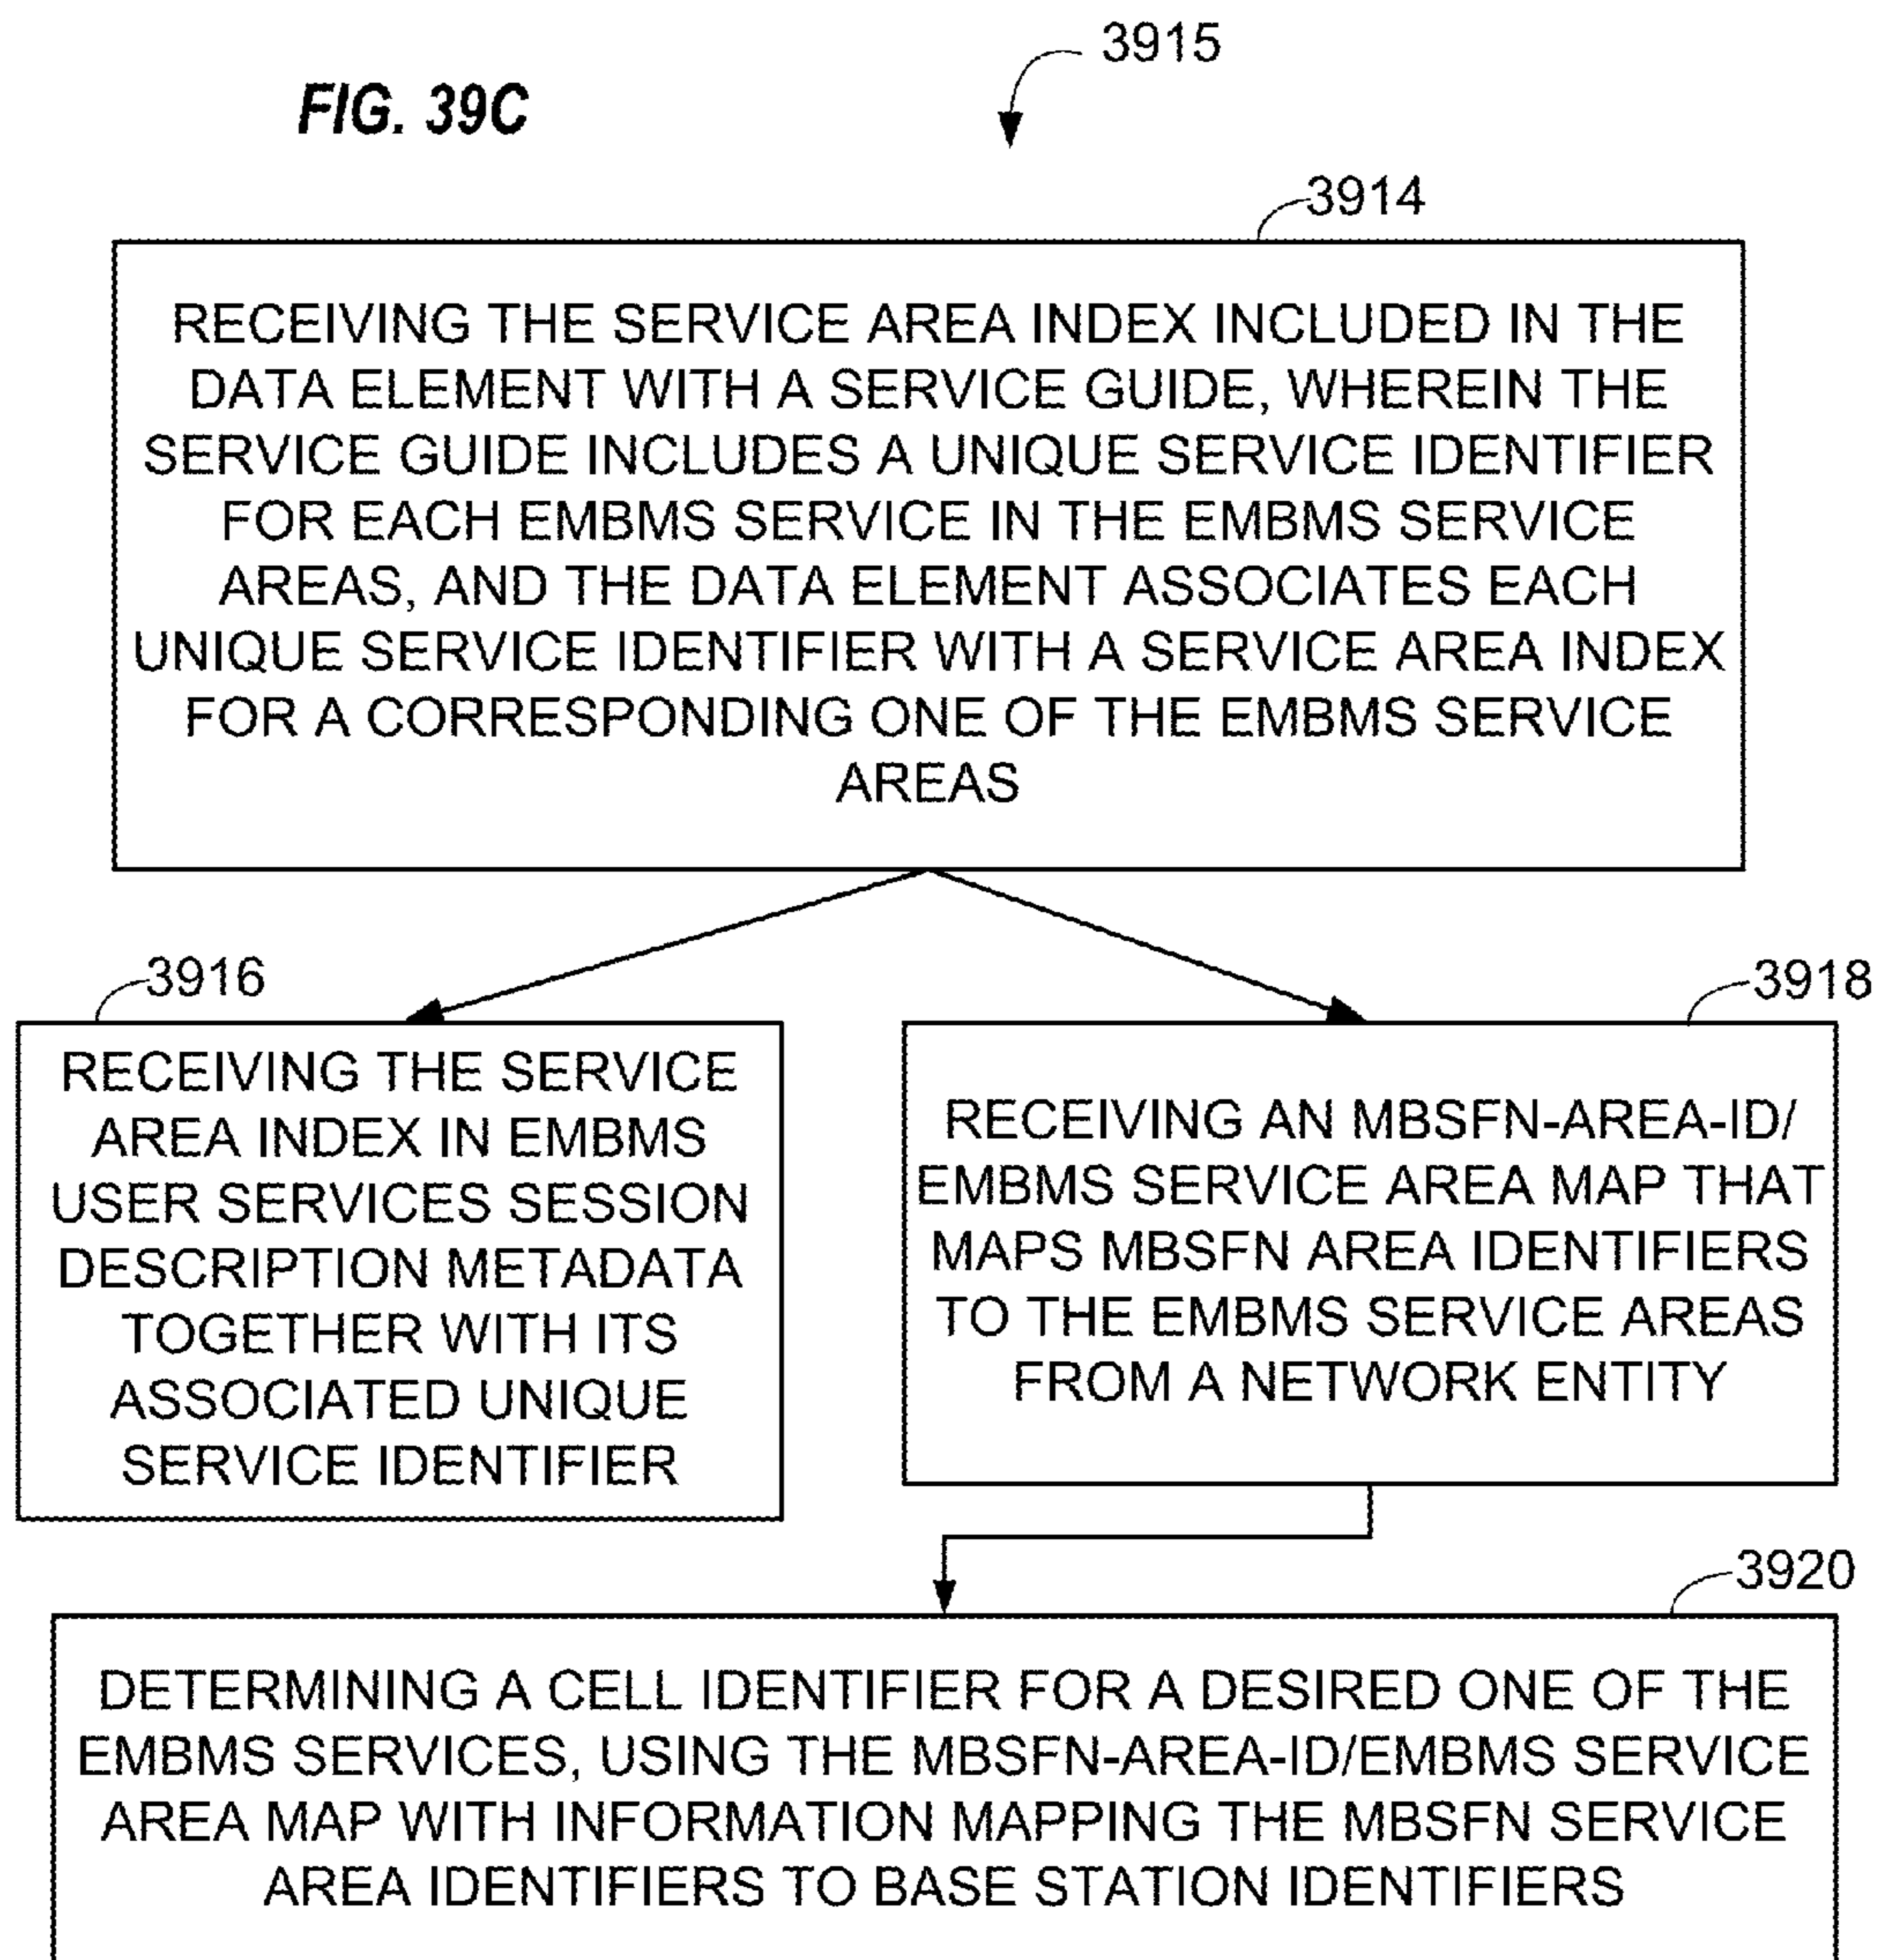 3915
FIG. 39C
3914
RECEIVING THE SERVICE AREA INDEX INCLUDED IN THE
DATA ELEMENT WITH A SERVICE GUIDE, WHEREIN THE
SERVICE GUIDE INCLUDES A UNIQUE SERVICE IDENTIFIER
FOR EACH EMBMS SERVICE IN THE EMBMS SERVICE
AREAS, AND THE DATA ELEMENT ASSOCIATES EACH
UNIQUE SERVICE IDENTIFIER WITH A SERVICE AREA INDEX
FOR A CORRESPONDING ONE OF THE EMBMS SERVICE
AREAS
3916
RECEIVING THE SERVICE
AREA INDEX IN EMBMS
USER SERVICES SESSION
DESCRIPTION METADATA
TOGETHER WITH ITS
ASSOCIATED UNIQUE
SERVICE IDENTIFIER
3918
RECEIVING AN MBSFN-AREA-ID/
EMBMS SERVICE AREA MAP THAT
MAPS MBSFN AREA IDENTIFIERS
TO THE EMBMS SERVICE AREAS
FROM A NETWORK ENTITY
3920
DETERMINING A CELL IDENTIFIER FOR A DESIRED ONE OF THE
EMBMS SERVICES, USING THE MBSFN-AREA-ID/EMBMS SERVICE
AREA MAP WITH INFORMATION MAPPING THE MBSFN SERVICE
AREA IDENTIFIERS TO BASE STATION IDENTIFIERS